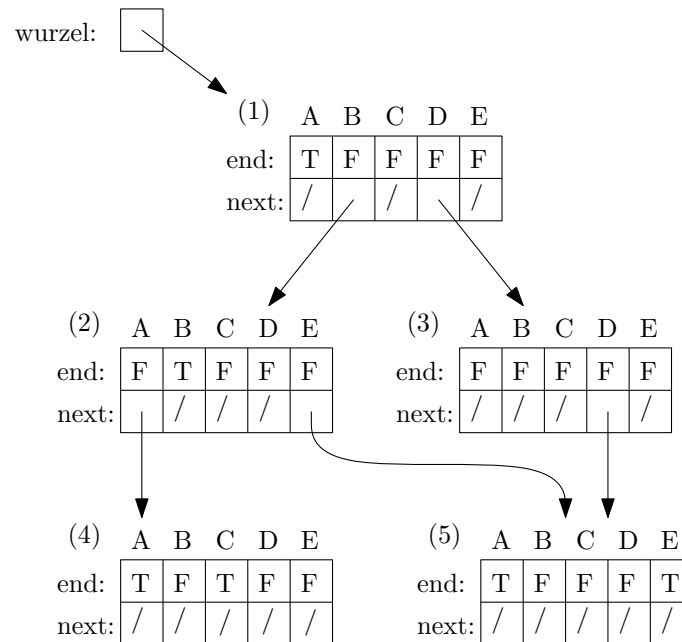 wurzel:
(1) A B C D E
end: T F F F F
next: / / /
(2) A B C D E
end: F T F F F
next: / / /
(3) A B C D E
end: F F F F F
next: / / / /
(4) A B C D E
end: T F T F F
next: / / / / /
(5) A B C D E
end: T F F F T
next: / / / / /